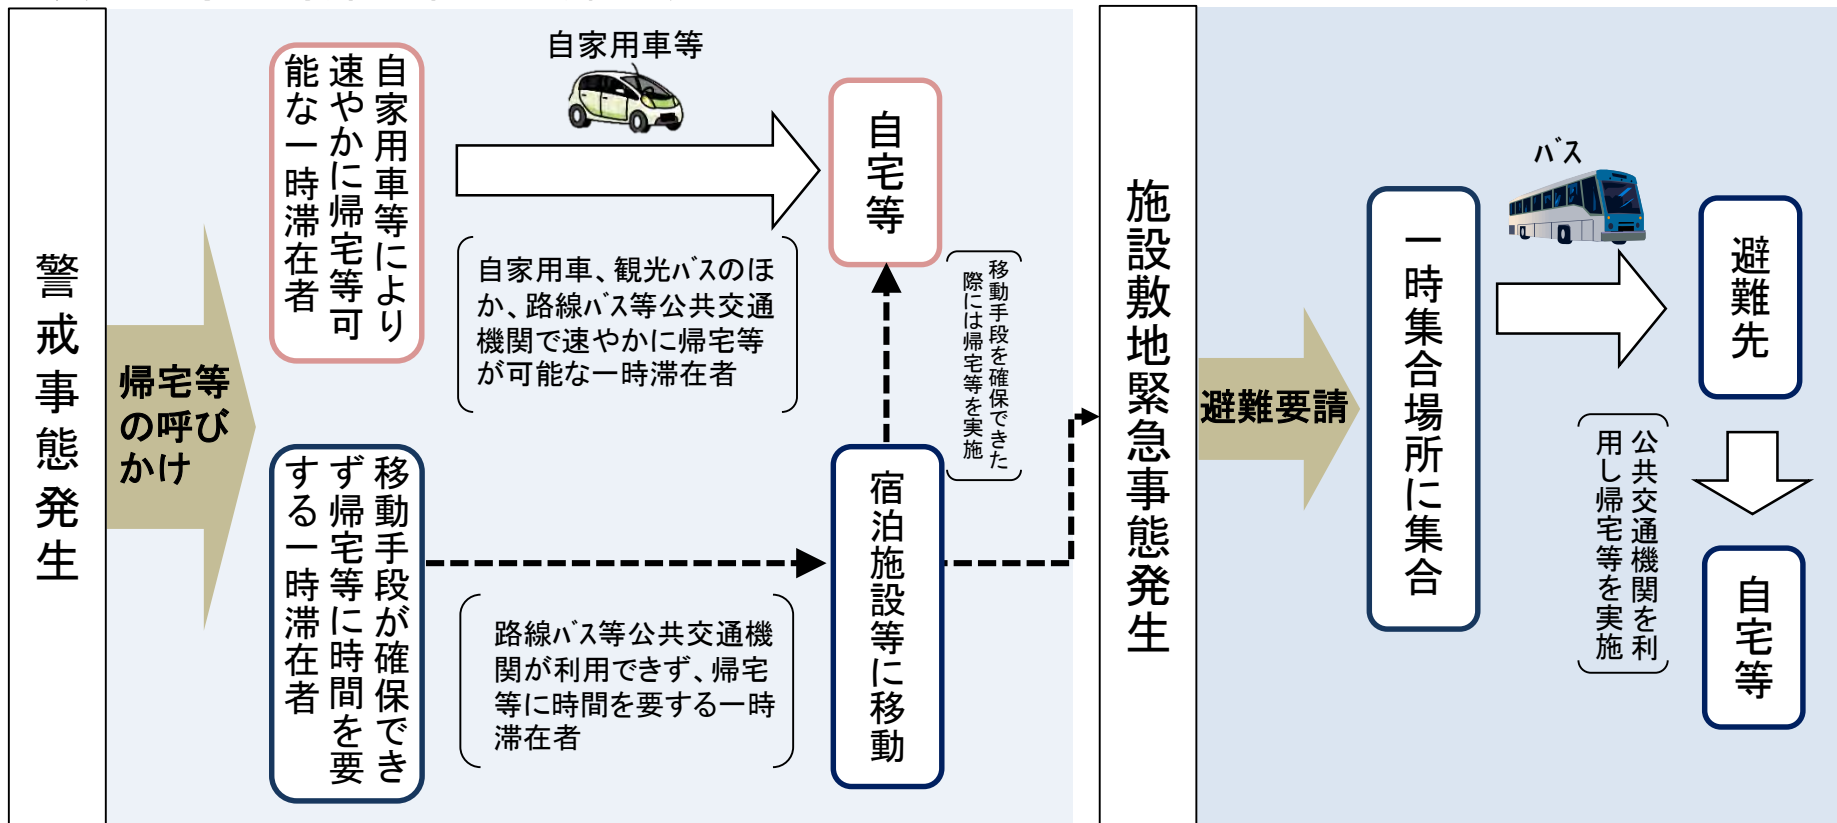 警戒事態発生
帰宅等
の呼び
かけ
自家用車等により
速やかに帰宅等可
能な一時滞在者
自家用車等
自宅等
自家用車、観光バスのほ
か、路線バス等公共交通
機関で速やかに帰宅等
が可能な一時滞在者
移動手段を確保できた
際には帰宅等を実施
移動手段が確保でき
ず帰宅等に時間を要
する一時滞在者
路線バス等公共交通機
関が利用できず、帰宅
等に時間を要する一時
滞在者
宿泊施設等に移動
施設敷地緊急事態発生
避難要請
一時集合場所に集合
バス
避難先
公共交通機関を利
用し帰宅等を実施
自宅等